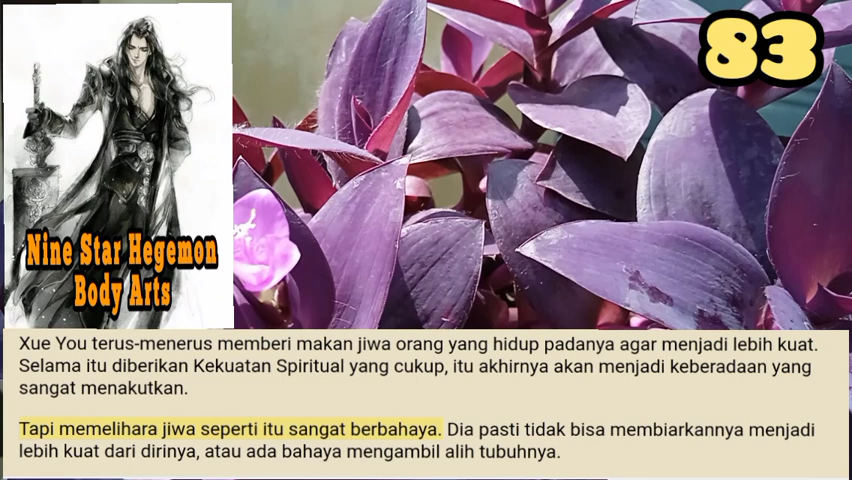 83
Nine Star Hegemon
Body Arts
Xue You terus-menerus memberi makan jiwa orang yang hidup padanya agar menjadi lebih kuat.
Selama itu diberikan Kekuatan Spiritual yang cukup, itu akhirnya akan menjadi keberadaan yang
sangat menakutkan.
Tapi memelihara jiwa seperti itu sangat berbahaya. Dia pasti tidak bisa membiarkannya menjadi
lebih kuat dari dirinya, atau ada bahaya mengambil alih tubuhnya.